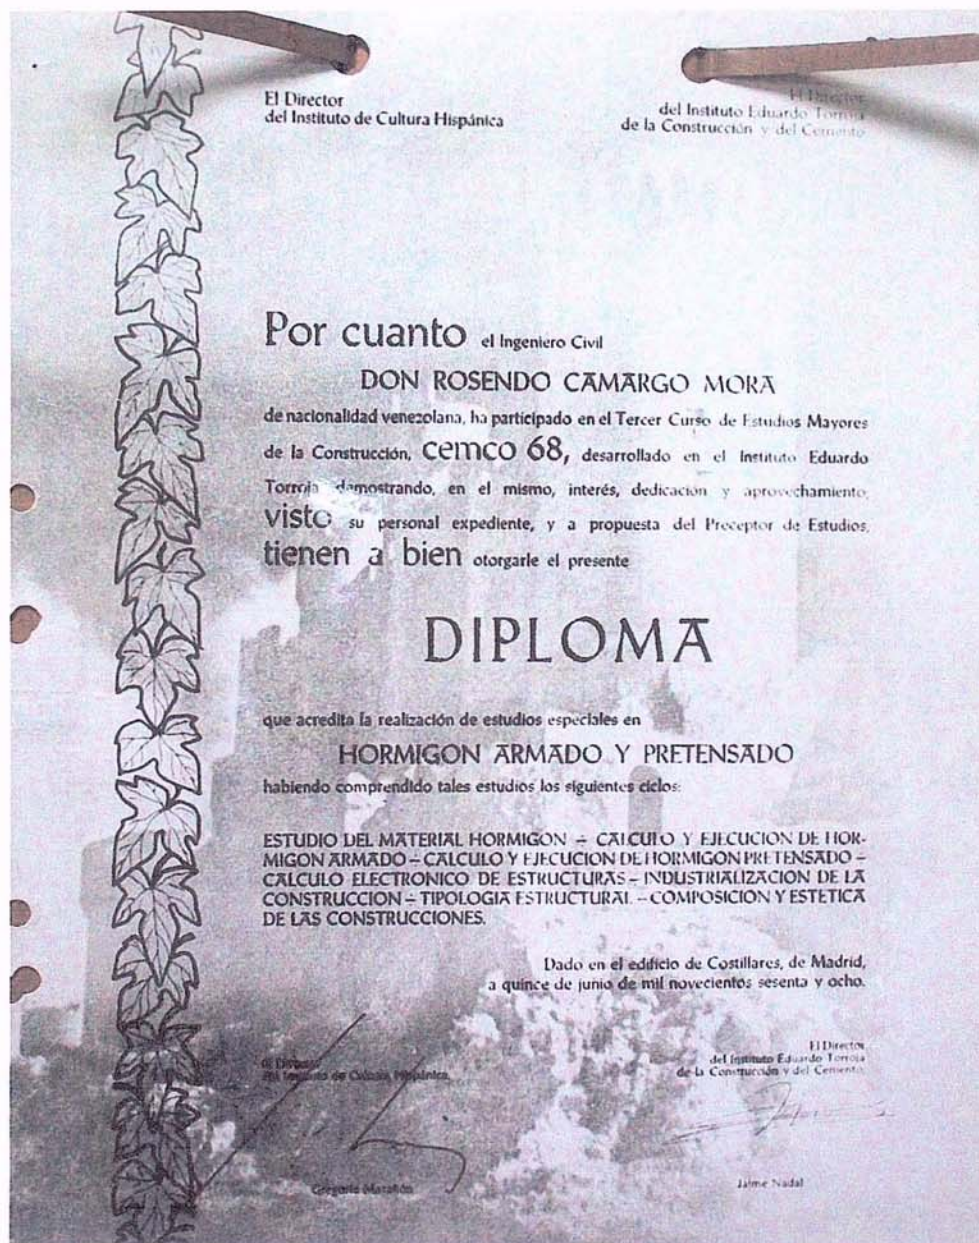 El Director
del Instituto de Cultura Hispánica
El Director
del Instituto Eduardo Torroja
de la Construcción y del Cemento
Por cuanto el Ingeniero Civil
DON ROSENDO CAMARGO MORA
de nacionalidad venezolana, ha participado en el Tercer Curso de Estudios Mayores
de la Construcción, cemco 68, desarrollado en el Instituto Eduardo
Torroja demostrando, en el mismo, interés, dedicación y aprovechamiento,
visto su personal expediente, y a propuesta del Preceptor de Estudios,
tienen a bien otorgarle el presente
DIPLOMA
que acredita la realización de estudios especiales en
HORMIGON ARMADO Y PRETENSADO
habiendo comprendido tales estudios los siguientes ciclos:
ESTUDIO DEL MATERIAL HORMIGON – CALCULO Y EJECUCION DE HOR-
MIGON ARMADO – CALCULO Y EJECUCION DE HORMIGON PRETENSADO –
CALCULO ELECTRONICO DE ESTRUCTURAS – INDUSTRIALIZACION DE LA
CONSTRUCCION – TIPOLOGIA ESTRUCTURAL – COMPOSICION Y ESTETICA
DE LAS CONSTRUCCIONES.
Dado en el edificio de Costillares, de Madrid,
a quince de junio de mil novecientos sesenta y ocho.
El Director
del Instituto de Cultura Hispánica,
El Director
del Instituto Eduardo Torroja
de la Construcción y del Cemento,
Gregorio Marañón
Jaime Nadal